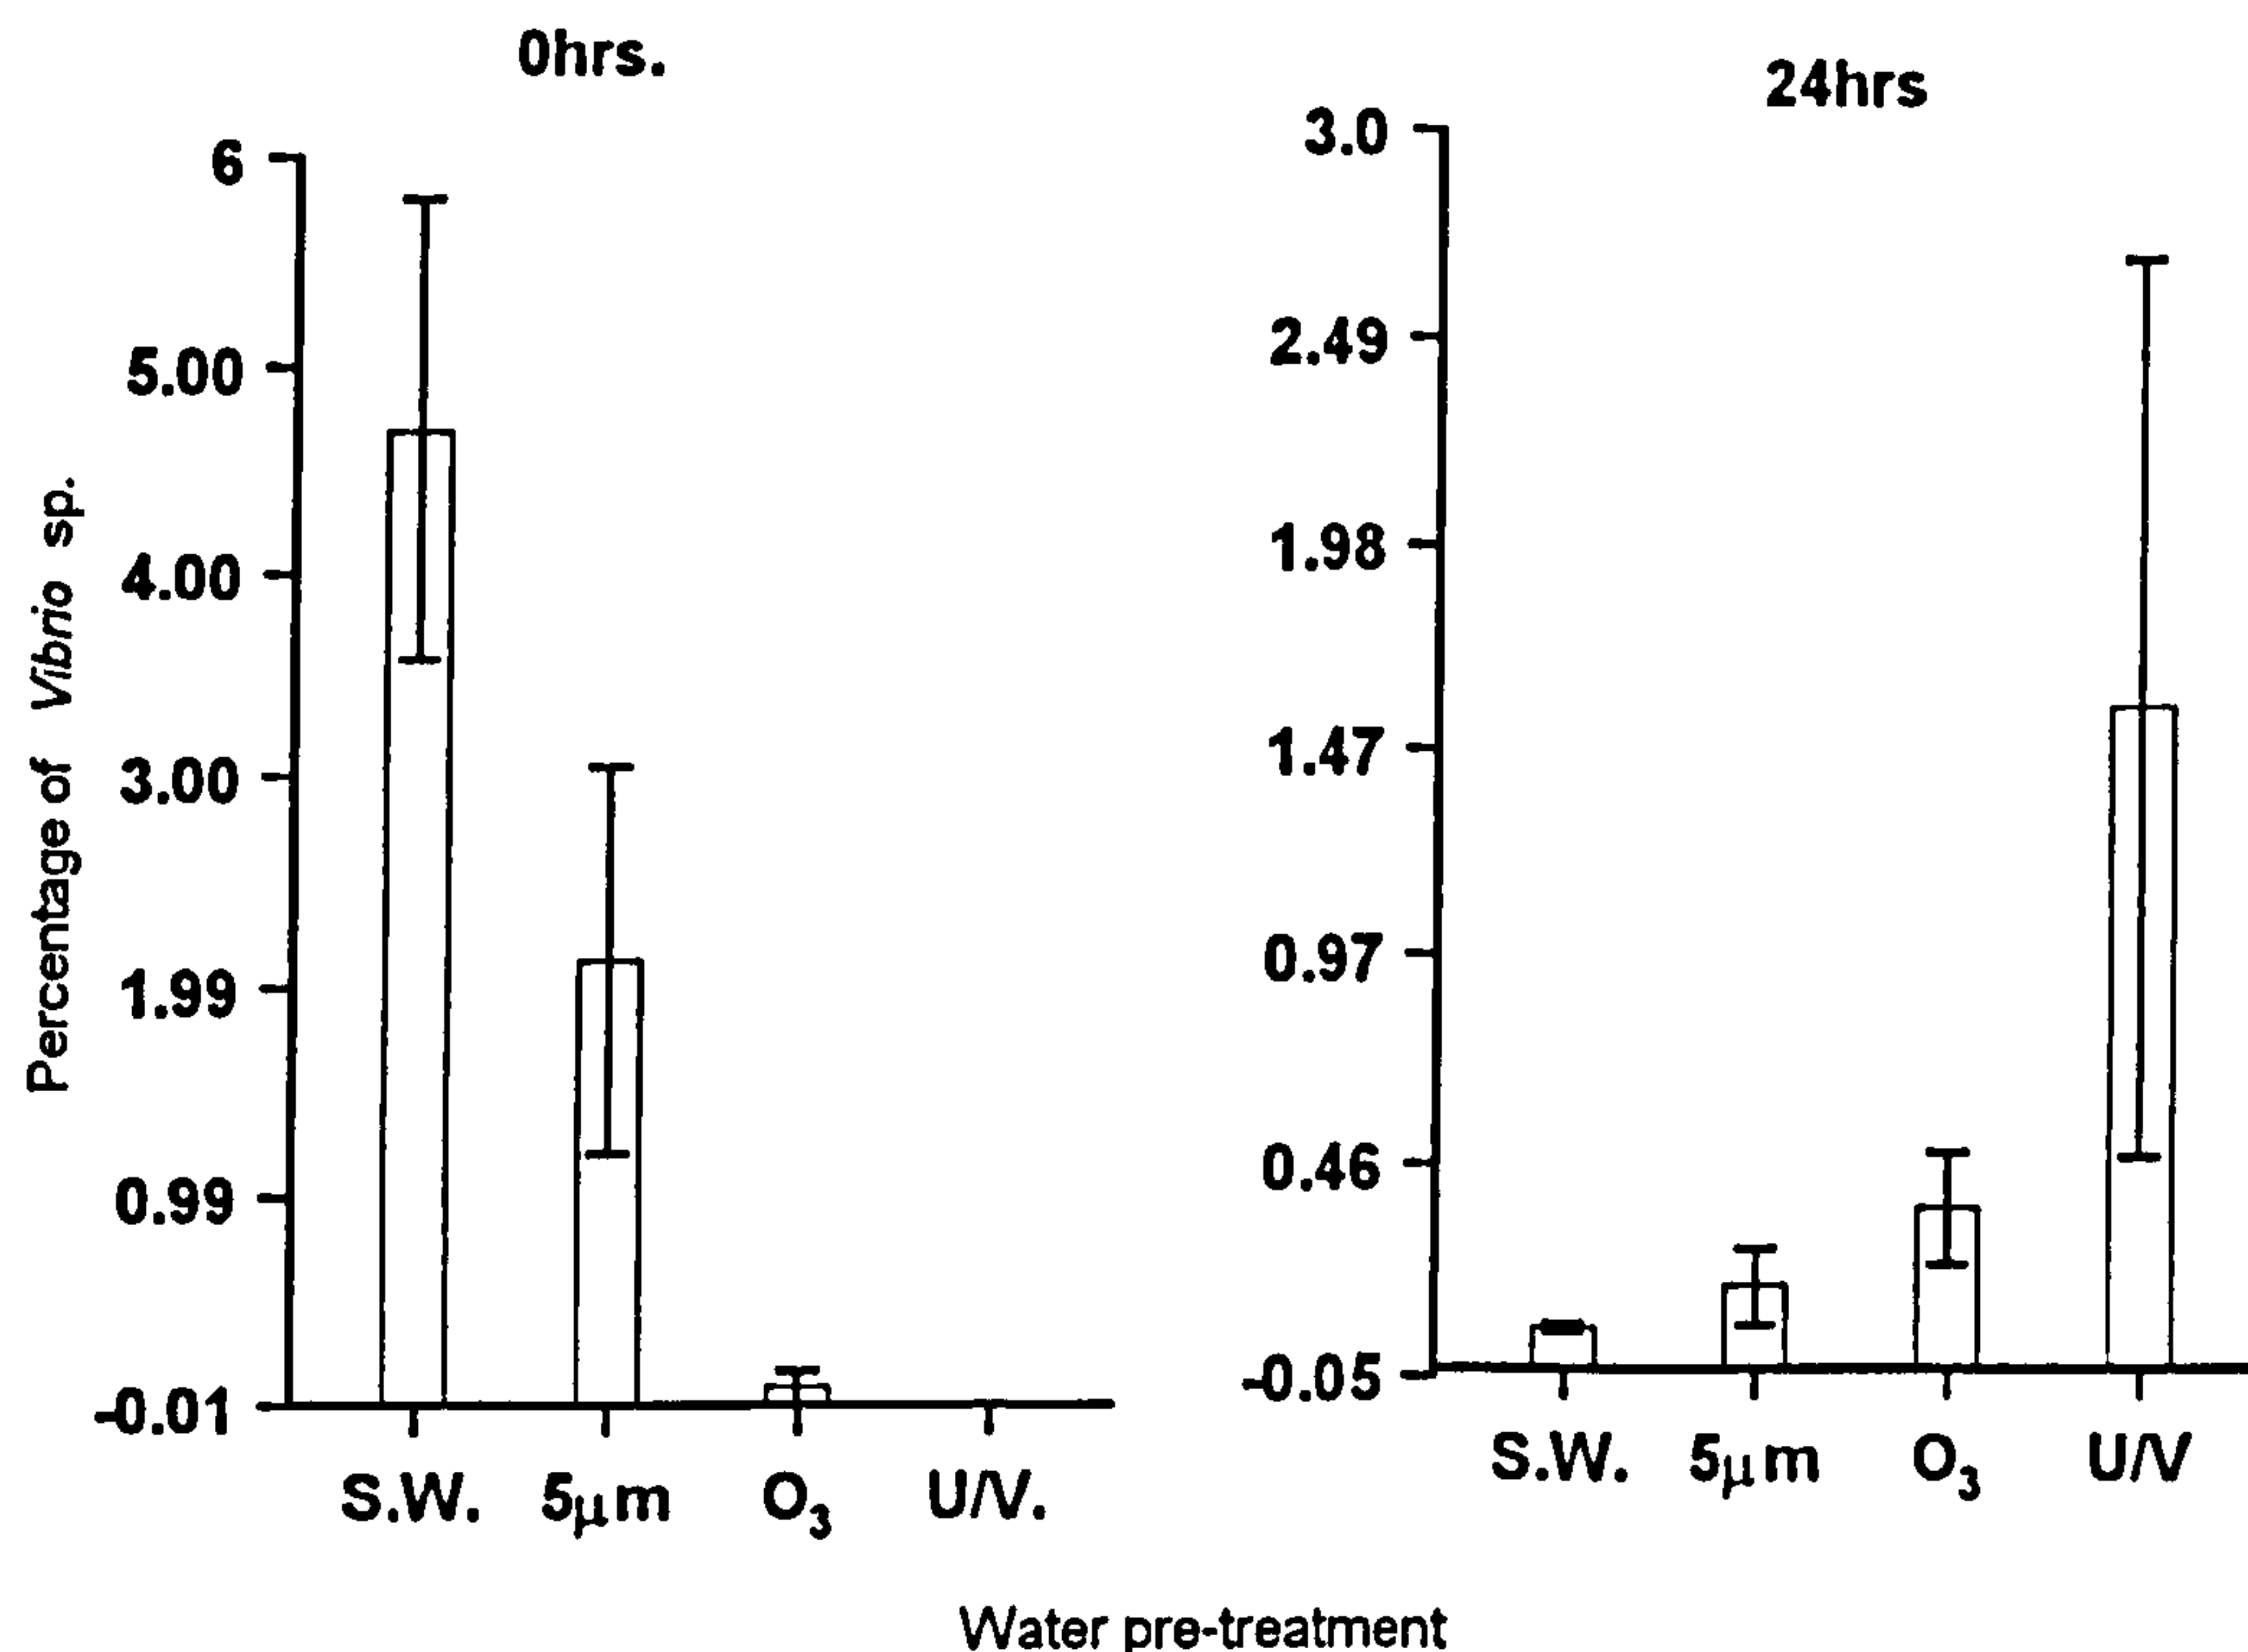 0hrs.
6
5.00
4.00
3.00
1.99
0.99
-0.01
Percentage of Vibrio sp.
S.W. 5µm O₃ U/V.
24hrs
3.0
2.49
1.98
1.47
0.97
0.46
-0.05
S.W. 5µm O₃ U/V
Water pre-treatment